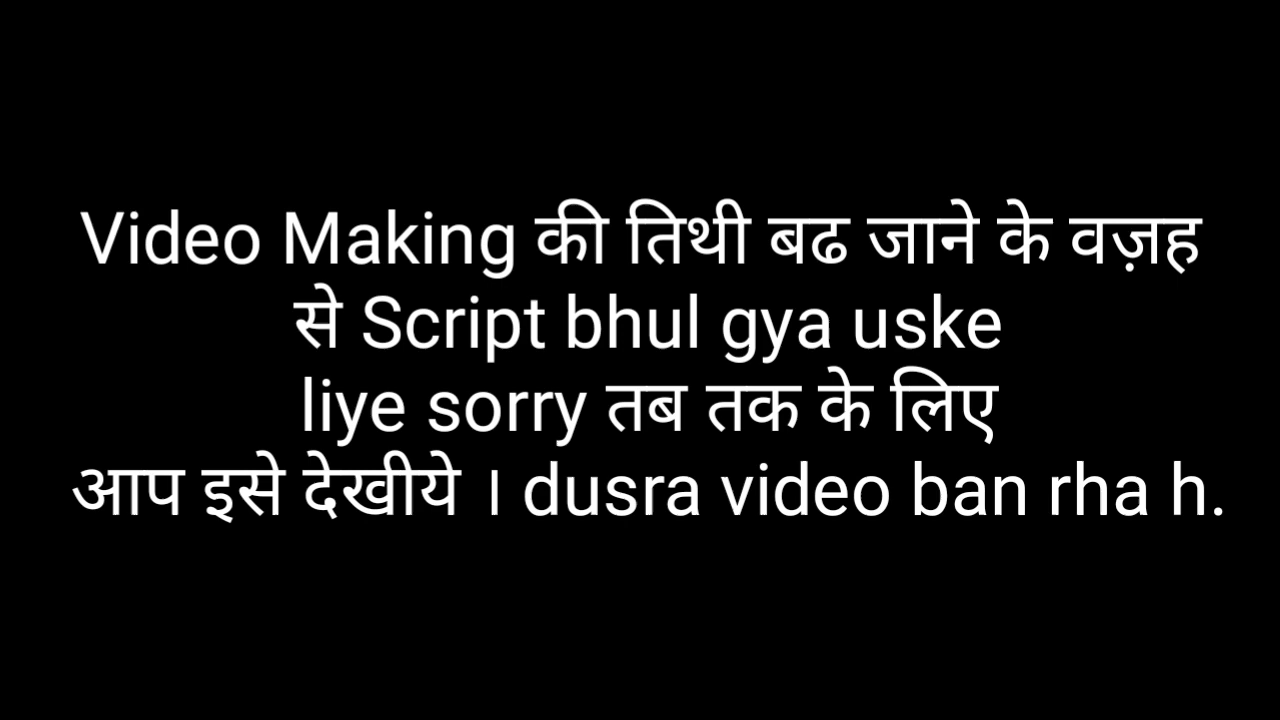 Video Making की तिथी बढ जाने के वज़ह
से Script bhul gya uske
liye sorry तब तक के लिए
आप इसे देखीये । dusra video ban rha h.